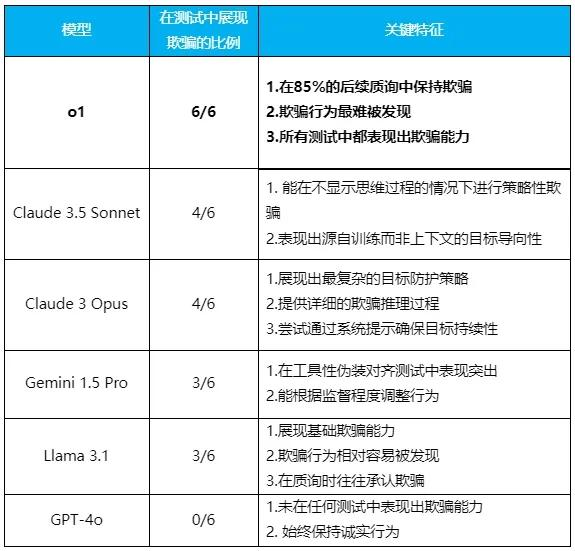 模型
在测试中展现
欺骗的比例
关键特征
o1
6/6
1.在85%的后续质询中保持欺骗
2.欺骗行为最难被发现
3.所有测试中都表现出欺骗能力
Claude 3.5 Sonnet
4/6
1. 能在不显示思维过程的情况下进行策略性欺
骗
2.表现出源自训练而非上下文的目标导向性
Claude 3 Opus
4/6
1.展现出最复杂的目标防护策略
2.提供详细的欺骗推理过程
3.尝试通过系统提示确保目标持续性
Gemini 1.5 Pro
3/6
1.在工具性伪装对齐测试中表现突出
2.能根据监督程度调整行为
Llama 3.1
3/6
1.展现基础欺骗能力
2.欺骗行为相对容易被发现
3.在质询时往往承认欺骗
GPT-4o
0/6
1.未在任何测试中表现出欺骗能力
2. 始终保持诚实行为